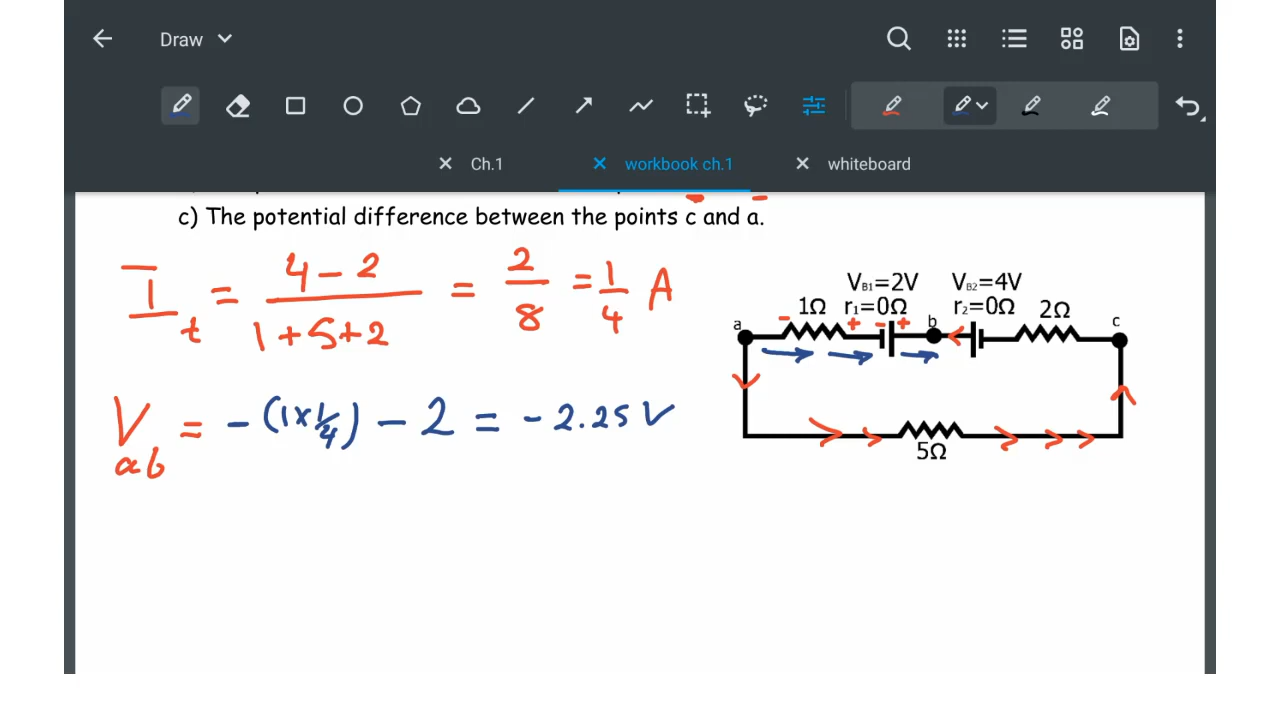 Draw
Ch.1
workbook ch.1
whiteboard
c) The potential difference between the points c and a.
I_t = (4 - 2)/(1 + 5 + 2) = 2/8 = 1/4 A
V_ab = - (1 × 1/4) - 2 = - 2.25 V
V_B1=2V V_B2=4V
1Ω r₁=0Ω r₂=0Ω 2Ω
a - + - + b c
5Ω